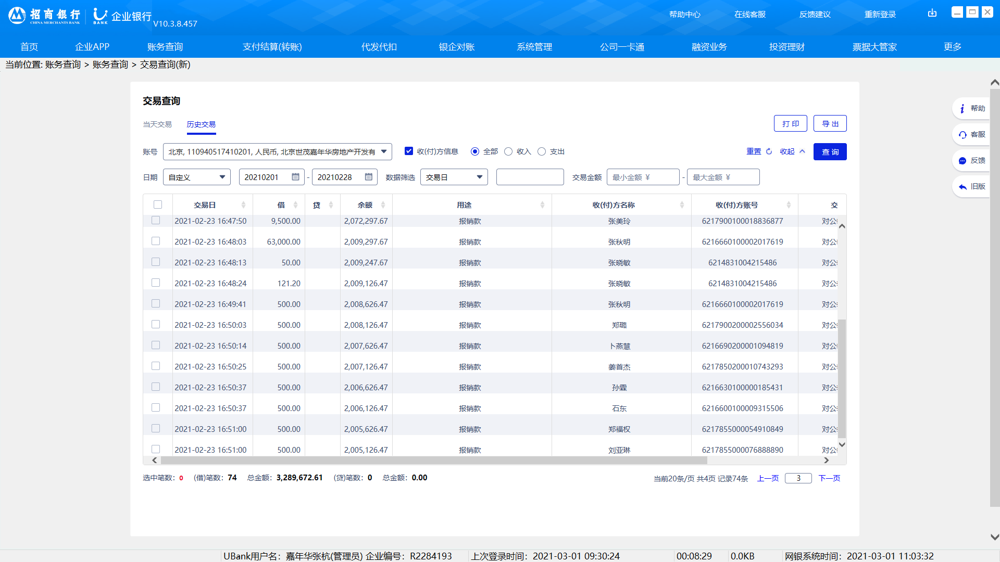 招商银行 CHINA MERCHANTS BANK BANK 企业银行 V10.3.8.457 帮助中心 在线客服 反馈建议 重新登录
首页 企业APP 账务查询 支付结算(转账) 代发代扣 银企对账 系统管理 公司一卡通 融资业务 投资理财 票据大管家 更多
当前位置: 账务查询 > 账务查询 > 交易查询(新)
交易查询
当天交易 历史交易 打 印 导 出
账号 北京, 110940517410201, 人民币, 北京世茂嘉年华房地产开发有 收(付)方信息 全部 收入 支出 重置 收起 查 询
日期 自定义 20210201 - 20210228 数据筛选 交易日 交易金额 最小金额 ¥ - 最大金额 ¥
交易日 借 贷 余额 用途 收(付)方名称 收(付)方账号 交
2021-02-23 16:47:50 9,500.00 2,072,297.67 报销款 张美玲 6217900100018836877 对公
2021-02-23 16:48:03 63,000.00 2,009,297.67 报销款 张秋明 6216660100002017619 对公
2021-02-23 16:48:13 50.00 2,009,247.67 报销款 张晓敏 6214831004215486 对公
2021-02-23 16:48:24 121.20 2,009,126.47 报销款 张晓敏 6214831004215486 对公
2021-02-23 16:49:41 500.00 2,008,626.47 报销款 张秋明 6216660100002017619 对公
2021-02-23 16:50:03 500.00 2,008,126.47 报销款 郑璐 6217900200002556034 对公
2021-02-23 16:50:14 500.00 2,007,626.47 报销款 卜燕慧 6216690200001094819 对公
2021-02-23 16:50:25 500.00 2,007,126.47 报销款 姜首杰 6217850200010743293 对公
2021-02-23 16:50:37 500.00 2,006,626.47 报销款 孙霖 6216630100000185431 对公
2021-02-23 16:50:37 500.00 2,006,126.47 报销款 石东 6216600100009315506 对公
2021-02-23 16:51:00 500.00 2,005,626.47 报销款 郑福权 6217855000054910849 对公
2021-02-23 16:51:00 500.00 2,005,126.47 报销款 刘亚琳 6217855000076888890 对公
选中笔数: 0 (借)笔数: 74 总金额: 3,289,672.61 (贷)笔数: 0 总金额: 0.00 当前20条/页 共4页 记录74条 上一页 3 下一页
帮助
客服
反馈
旧版
UBank用户名: 嘉年华张杭(管理员) 企业编号: R2284193 上次登录时间: 2021-03-01 09:30:24 00:08:29 0.0KB 网银系统时间: 2021-03-01 11:03:32